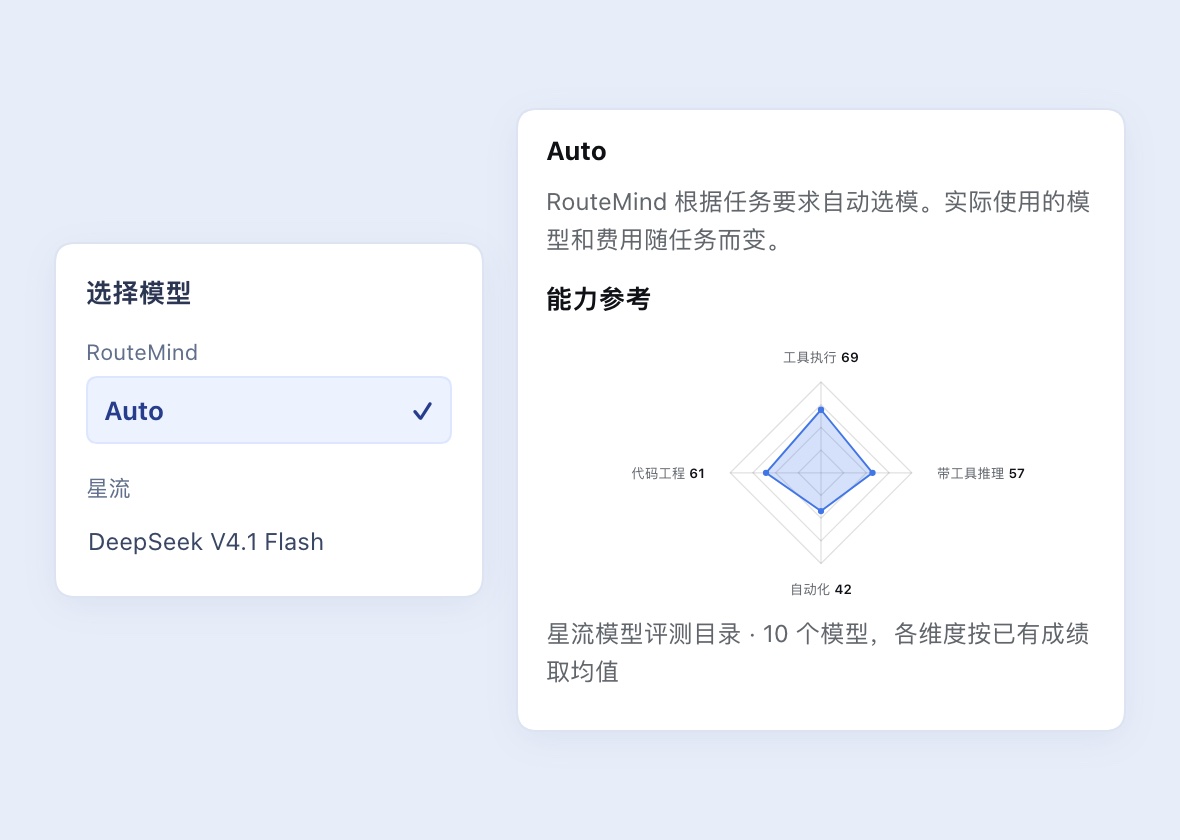 选择模型
RouteMind
Auto
星流
DeepSeek V4.1 Flash
Auto
RouteMind 根据任务要求自动选模。实际使用的模
型和费用随任务而变。
能力参考
工具执行 69
代码工程 61
带工具推理 57
自动化 42
星流模型评测目录 · 10 个模型，各维度按已有成绩
取均值